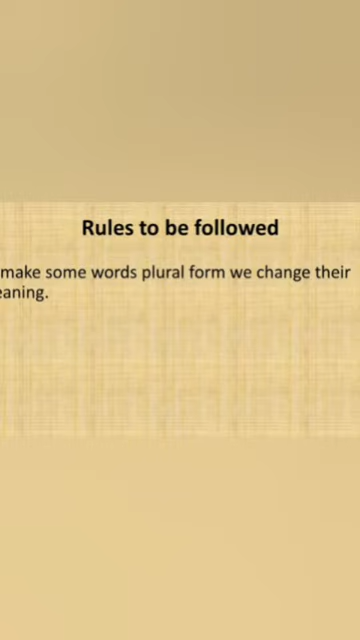 Rules to be followed
make some words plural form we change their
eaning.